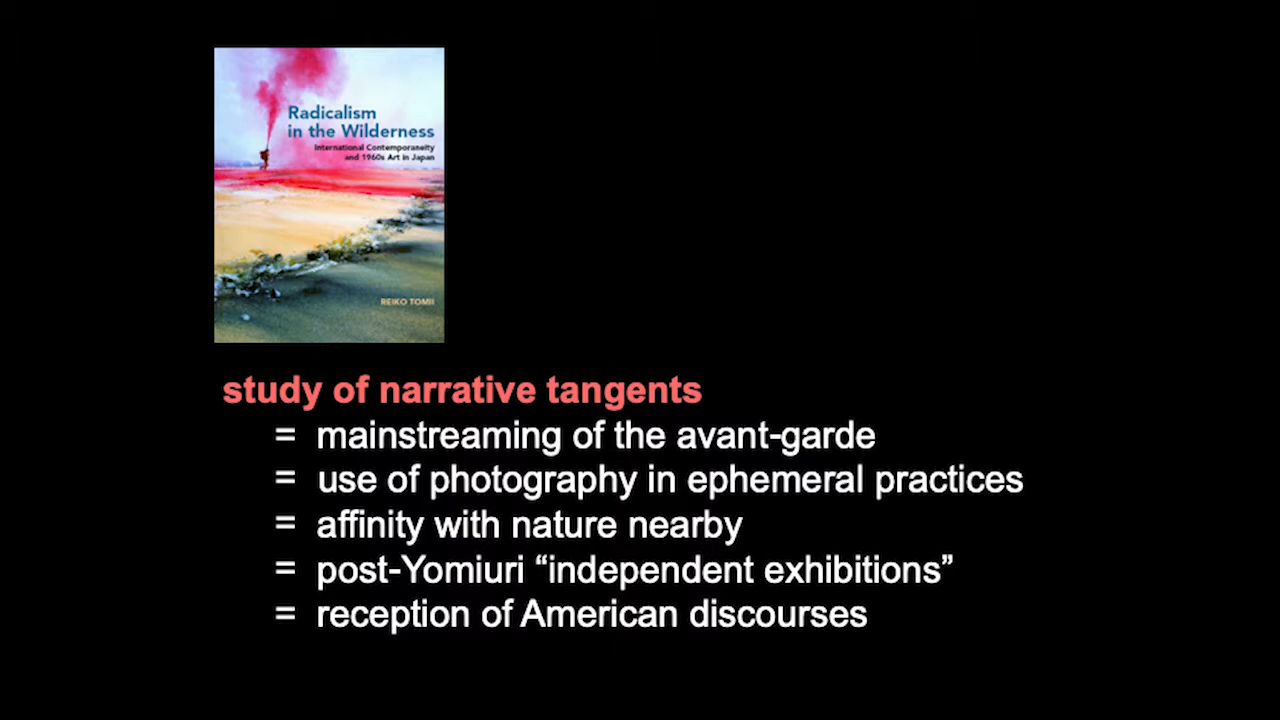 Radicalism
in the Wilderness
International Contemporaneity
and 1960s Art in Japan
REIKO TOMII
study of narrative tangents
= mainstreaming of the avant-garde
= use of photography in ephemeral practices
= affinity with nature nearby
= post-Yomiuri “independent exhibitions”
= reception of American discourses